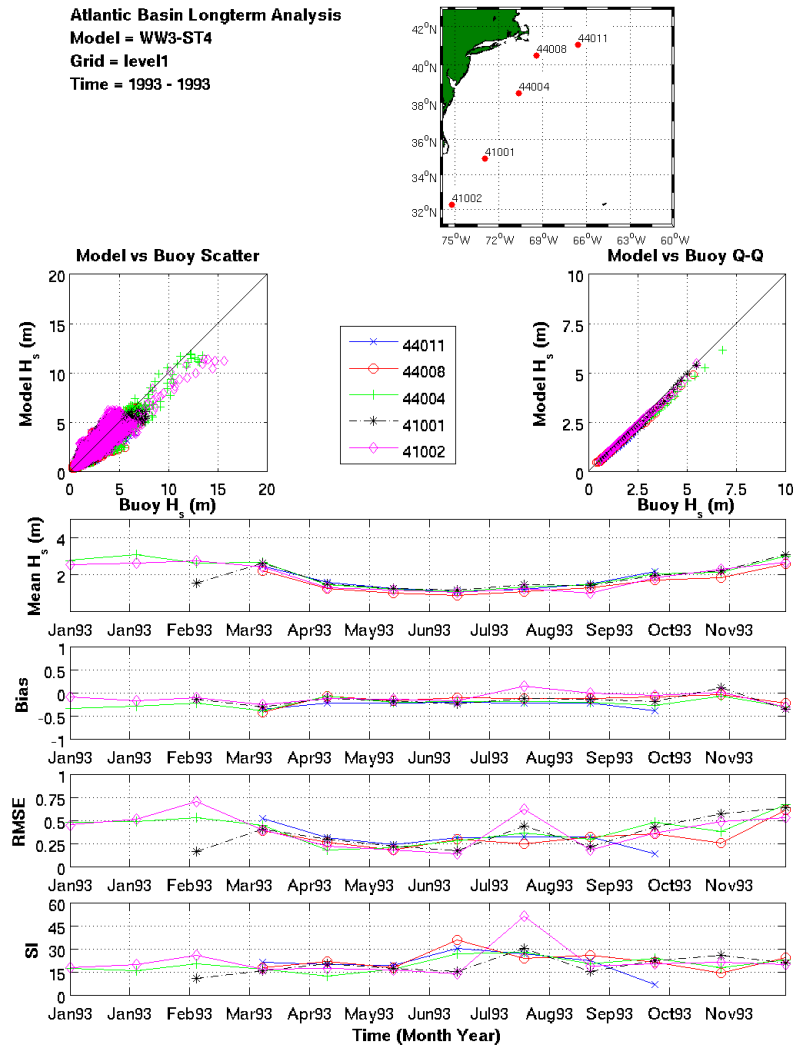 Atlantic Basin Longterm Analysis
Model = WW3-ST4
Grid = level1
Time = 1993 - 1993
42°N
40°N
38°N
36°N
34°N
32°N
44011
44008
44004
41001
41002
75°W 72°W 69°W 66°W 63°W 60°W
Model vs Buoy Scatter
Model Hs (m)
20
15
10
5
0
0 5 10 15 20
Buoy Hs (m)
44011
44008
44004
41001
41002
Model vs Buoy Q-Q
Model Hs (m)
10
7.5
5
2.5
0
0 2.5 5 7.5 10
Buoy Hs (m)
Mean Hs (m)
4
2
Jan93 Jan93 Feb93 Mar93 Apr93 May93 Jun93 Jul93 Aug93 Sep93 Oct93 Nov93
Bias
1
0.5
0
-0.5
-1
Jan93 Jan93 Feb93 Mar93 Apr93 May93 Jun93 Jul93 Aug93 Sep93 Oct93 Nov93
RMSE
1
0.75
0.5
0.25
0
Jan93 Jan93 Feb93 Mar93 Apr93 May93 Jun93 Jul93 Aug93 Sep93 Oct93 Nov93
SI
60
45
30
15
0
Jan93 Jan93 Feb93 Mar93 Apr93 May93 Jun93 Jul93 Aug93 Sep93 Oct93 Nov93
Time (Month Year)